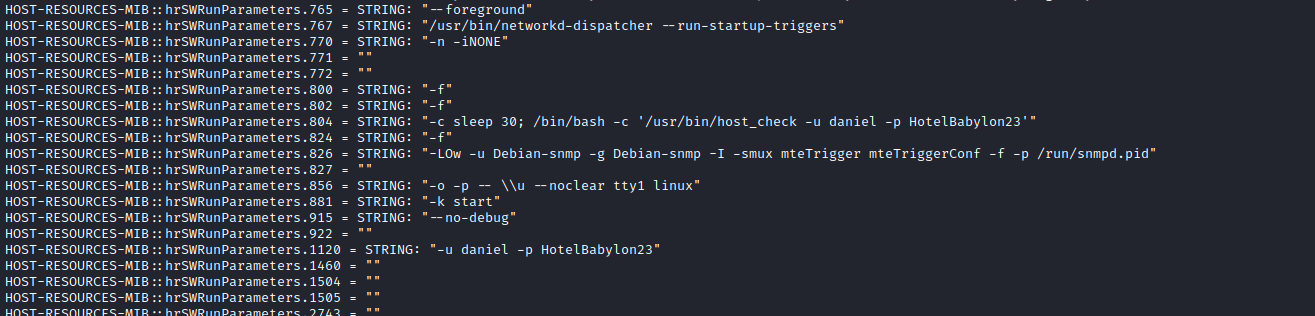 HOST-RESOURCES-MIB::hrSWRunParameters.765 = STRING: "--foreground"
HOST-RESOURCES-MIB::hrSWRunParameters.767 = STRING: "/usr/bin/networkd-dispatcher --run-startup-triggers"
HOST-RESOURCES-MIB::hrSWRunParameters.770 = STRING: "-n -iNONE"
HOST-RESOURCES-MIB::hrSWRunParameters.771 = ""
HOST-RESOURCES-MIB::hrSWRunParameters.772 = ""
HOST-RESOURCES-MIB::hrSWRunParameters.800 = STRING: "-f"
HOST-RESOURCES-MIB::hrSWRunParameters.802 = STRING: "-f"
HOST-RESOURCES-MIB::hrSWRunParameters.804 = STRING: "-c sleep 30; /bin/bash -c '/usr/bin/host_check -u daniel -p HotelBabylon23'"
HOST-RESOURCES-MIB::hrSWRunParameters.824 = STRING: "-f"
HOST-RESOURCES-MIB::hrSWRunParameters.826 = STRING: "-LOw -u Debian-snmp -g Debian-snmp -I -smux mteTrigger mteTriggerConf -f -p /run/snmpd.pid"
HOST-RESOURCES-MIB::hrSWRunParameters.827 = ""
HOST-RESOURCES-MIB::hrSWRunParameters.856 = STRING: "-o -p -- \\u --noclear tty1 linux"
HOST-RESOURCES-MIB::hrSWRunParameters.881 = STRING: "-k start"
HOST-RESOURCES-MIB::hrSWRunParameters.915 = STRING: "--no-debug"
HOST-RESOURCES-MIB::hrSWRunParameters.922 = ""
HOST-RESOURCES-MIB::hrSWRunParameters.1120 = STRING: "-u daniel -p HotelBabylon23"
HOST-RESOURCES-MIB::hrSWRunParameters.1460 = ""
HOST-RESOURCES-MIB::hrSWRunParameters.1504 = ""
HOST-RESOURCES-MIB::hrSWRunParameters.1505 = ""
HOST-RESOURCES-MIB::hrSWRunParameters.2743 = ""